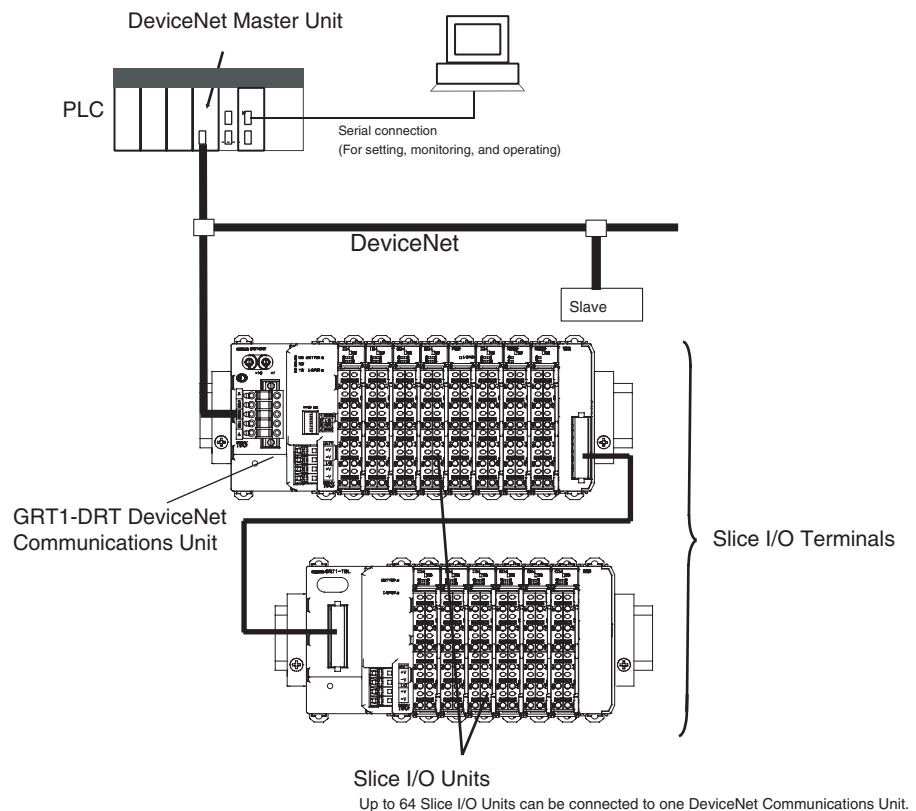 DeviceNet Master Unit
PLC
Serial connection
(For setting, monitoring, and operating)
DeviceNet
Slave
GRT1-DRT DeviceNet
Communications Unit
Slice I/O Terminals
Slice I/O Units
Up to 64 Slice I/O Units can be connected to one DeviceNet Communications Unit.